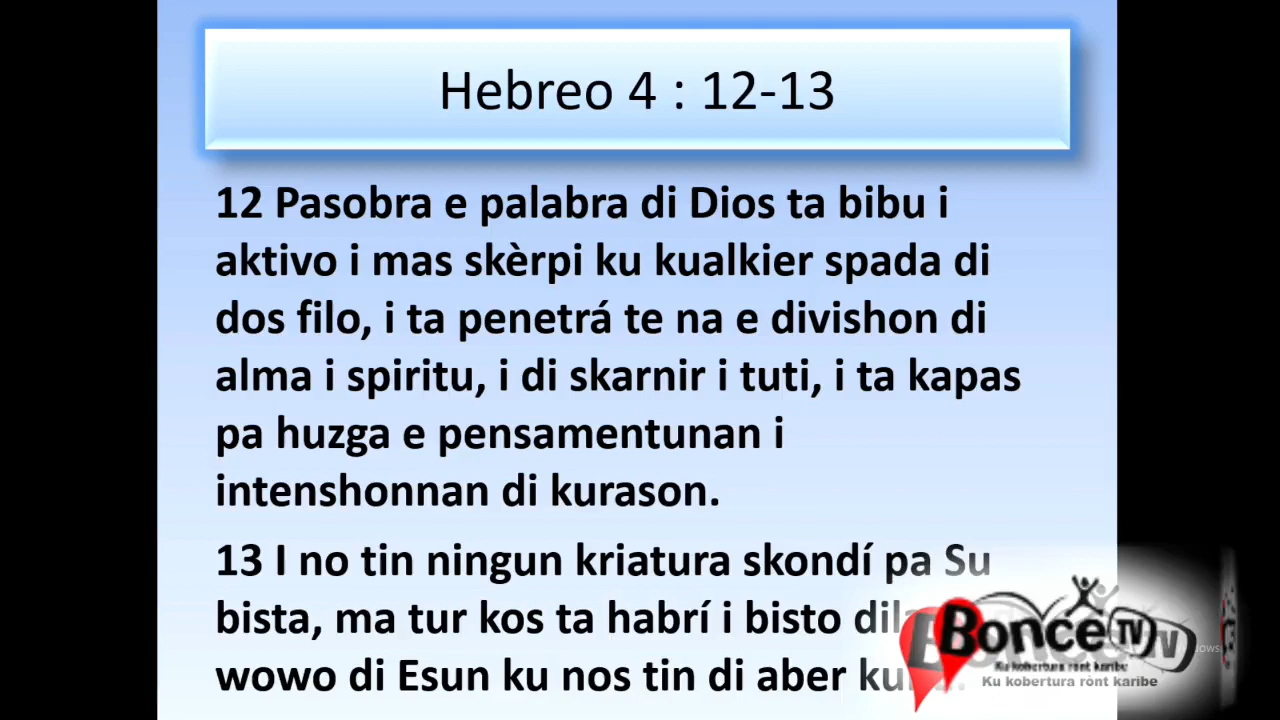 Hebreo 4 : 12-13
12 Pasobra e palabra di Dios ta bibu i
aktivo i mas skèrpi ku kualkier spada di
dos filo, i ta penetrá te na e divishon di
alma i spiritu, i di skarnir i tuti, i ta kapas
pa huzga e pensamentunan i
intenshonnan di kurason.
13 I no tin ningun kriatura skondí pa Su
bista, ma tur kos ta habrí i bisto
wowo di Esun ku nos tin di aber
Bonce TV
Ku kobertura rònt karibe